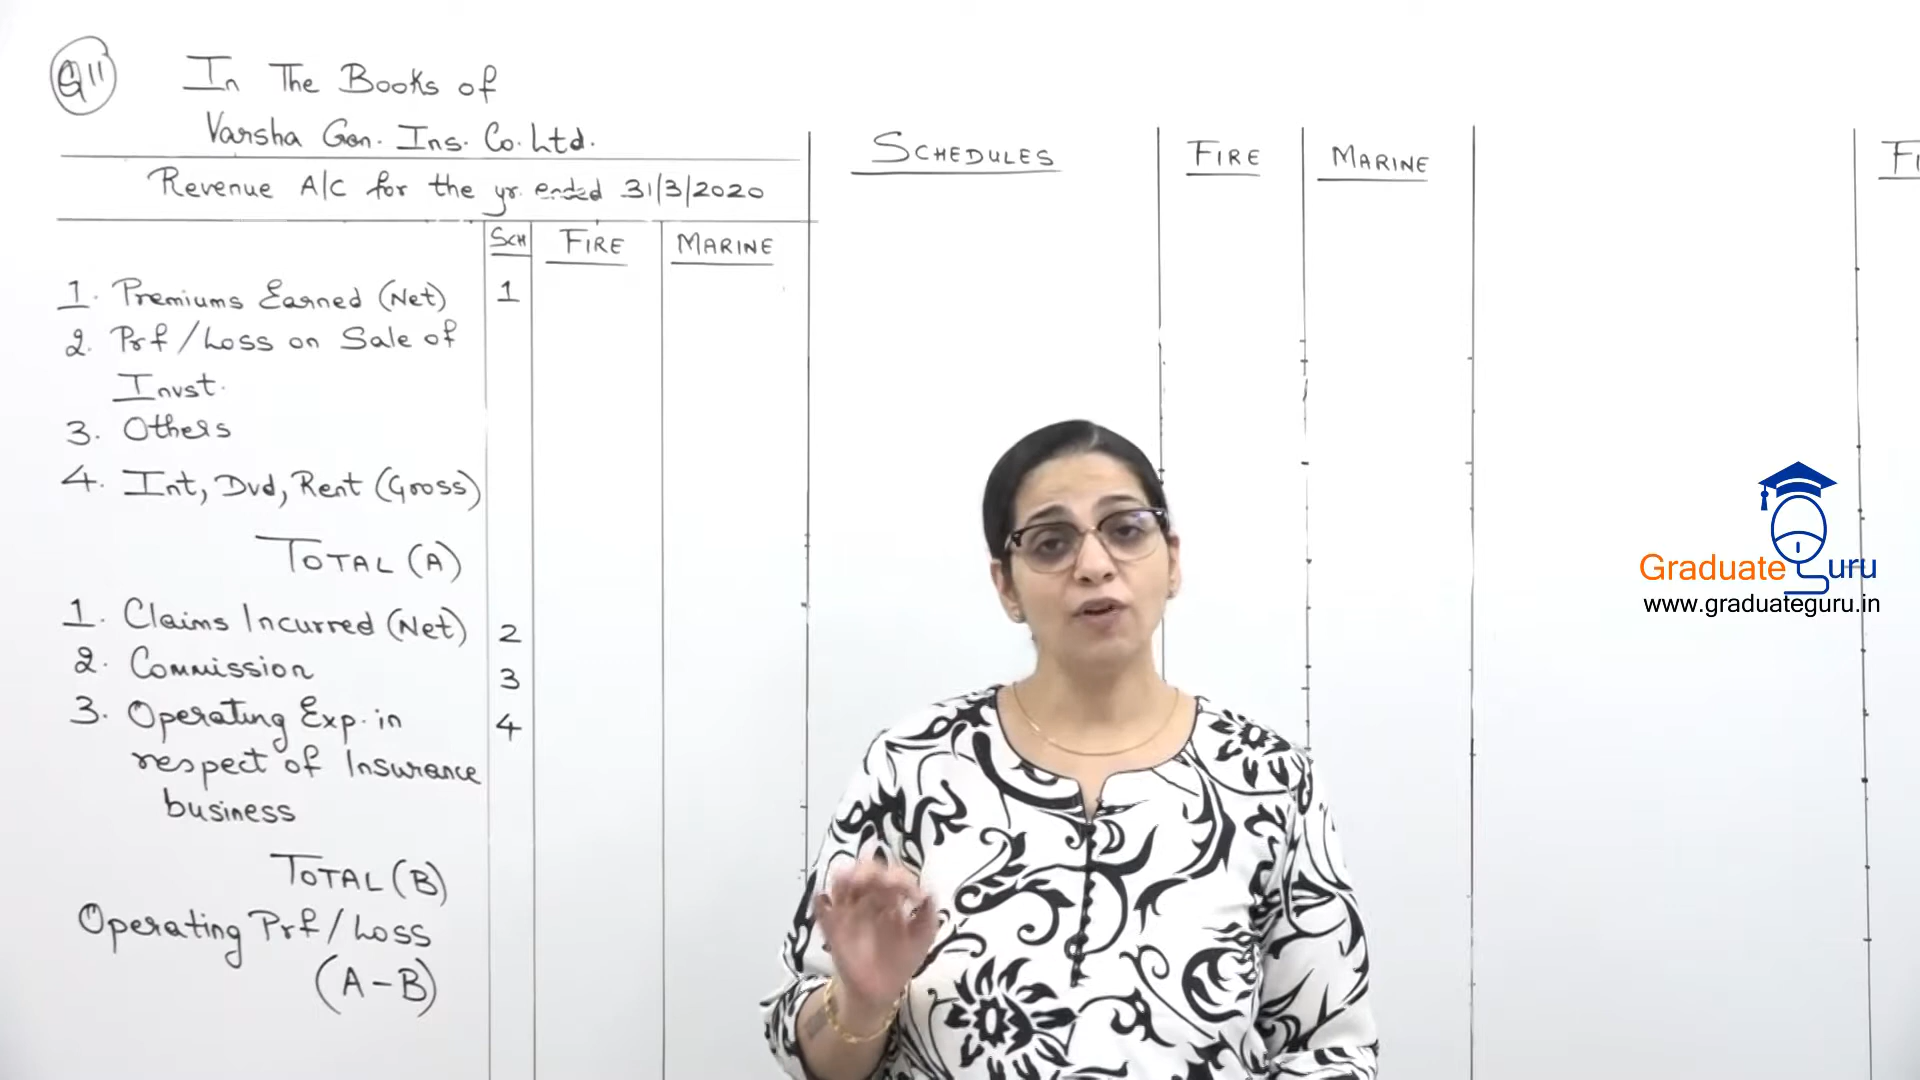 Q11
In The Books of
Varsha Gen. Ins. Co. Ltd.
Revenue A/C for the yr. ended 31/3/2020
SCH FIRE MARINE
1. Premiums Earned (Net) 1
2. Prf/Loss on Sale of
Invst.
3. Others
4. Int, Dvd, Rent (Gross)
TOTAL (A)
1. Claims Incurred (Net) 2
2. Commission 3
3. Operating Exp. in 4
respect of Insurance
business
TOTAL (B)
Operating Prf/Loss
(A-B)
SCHEDULES FIRE MARINE
Graduate Guru
www.graduateguru.in